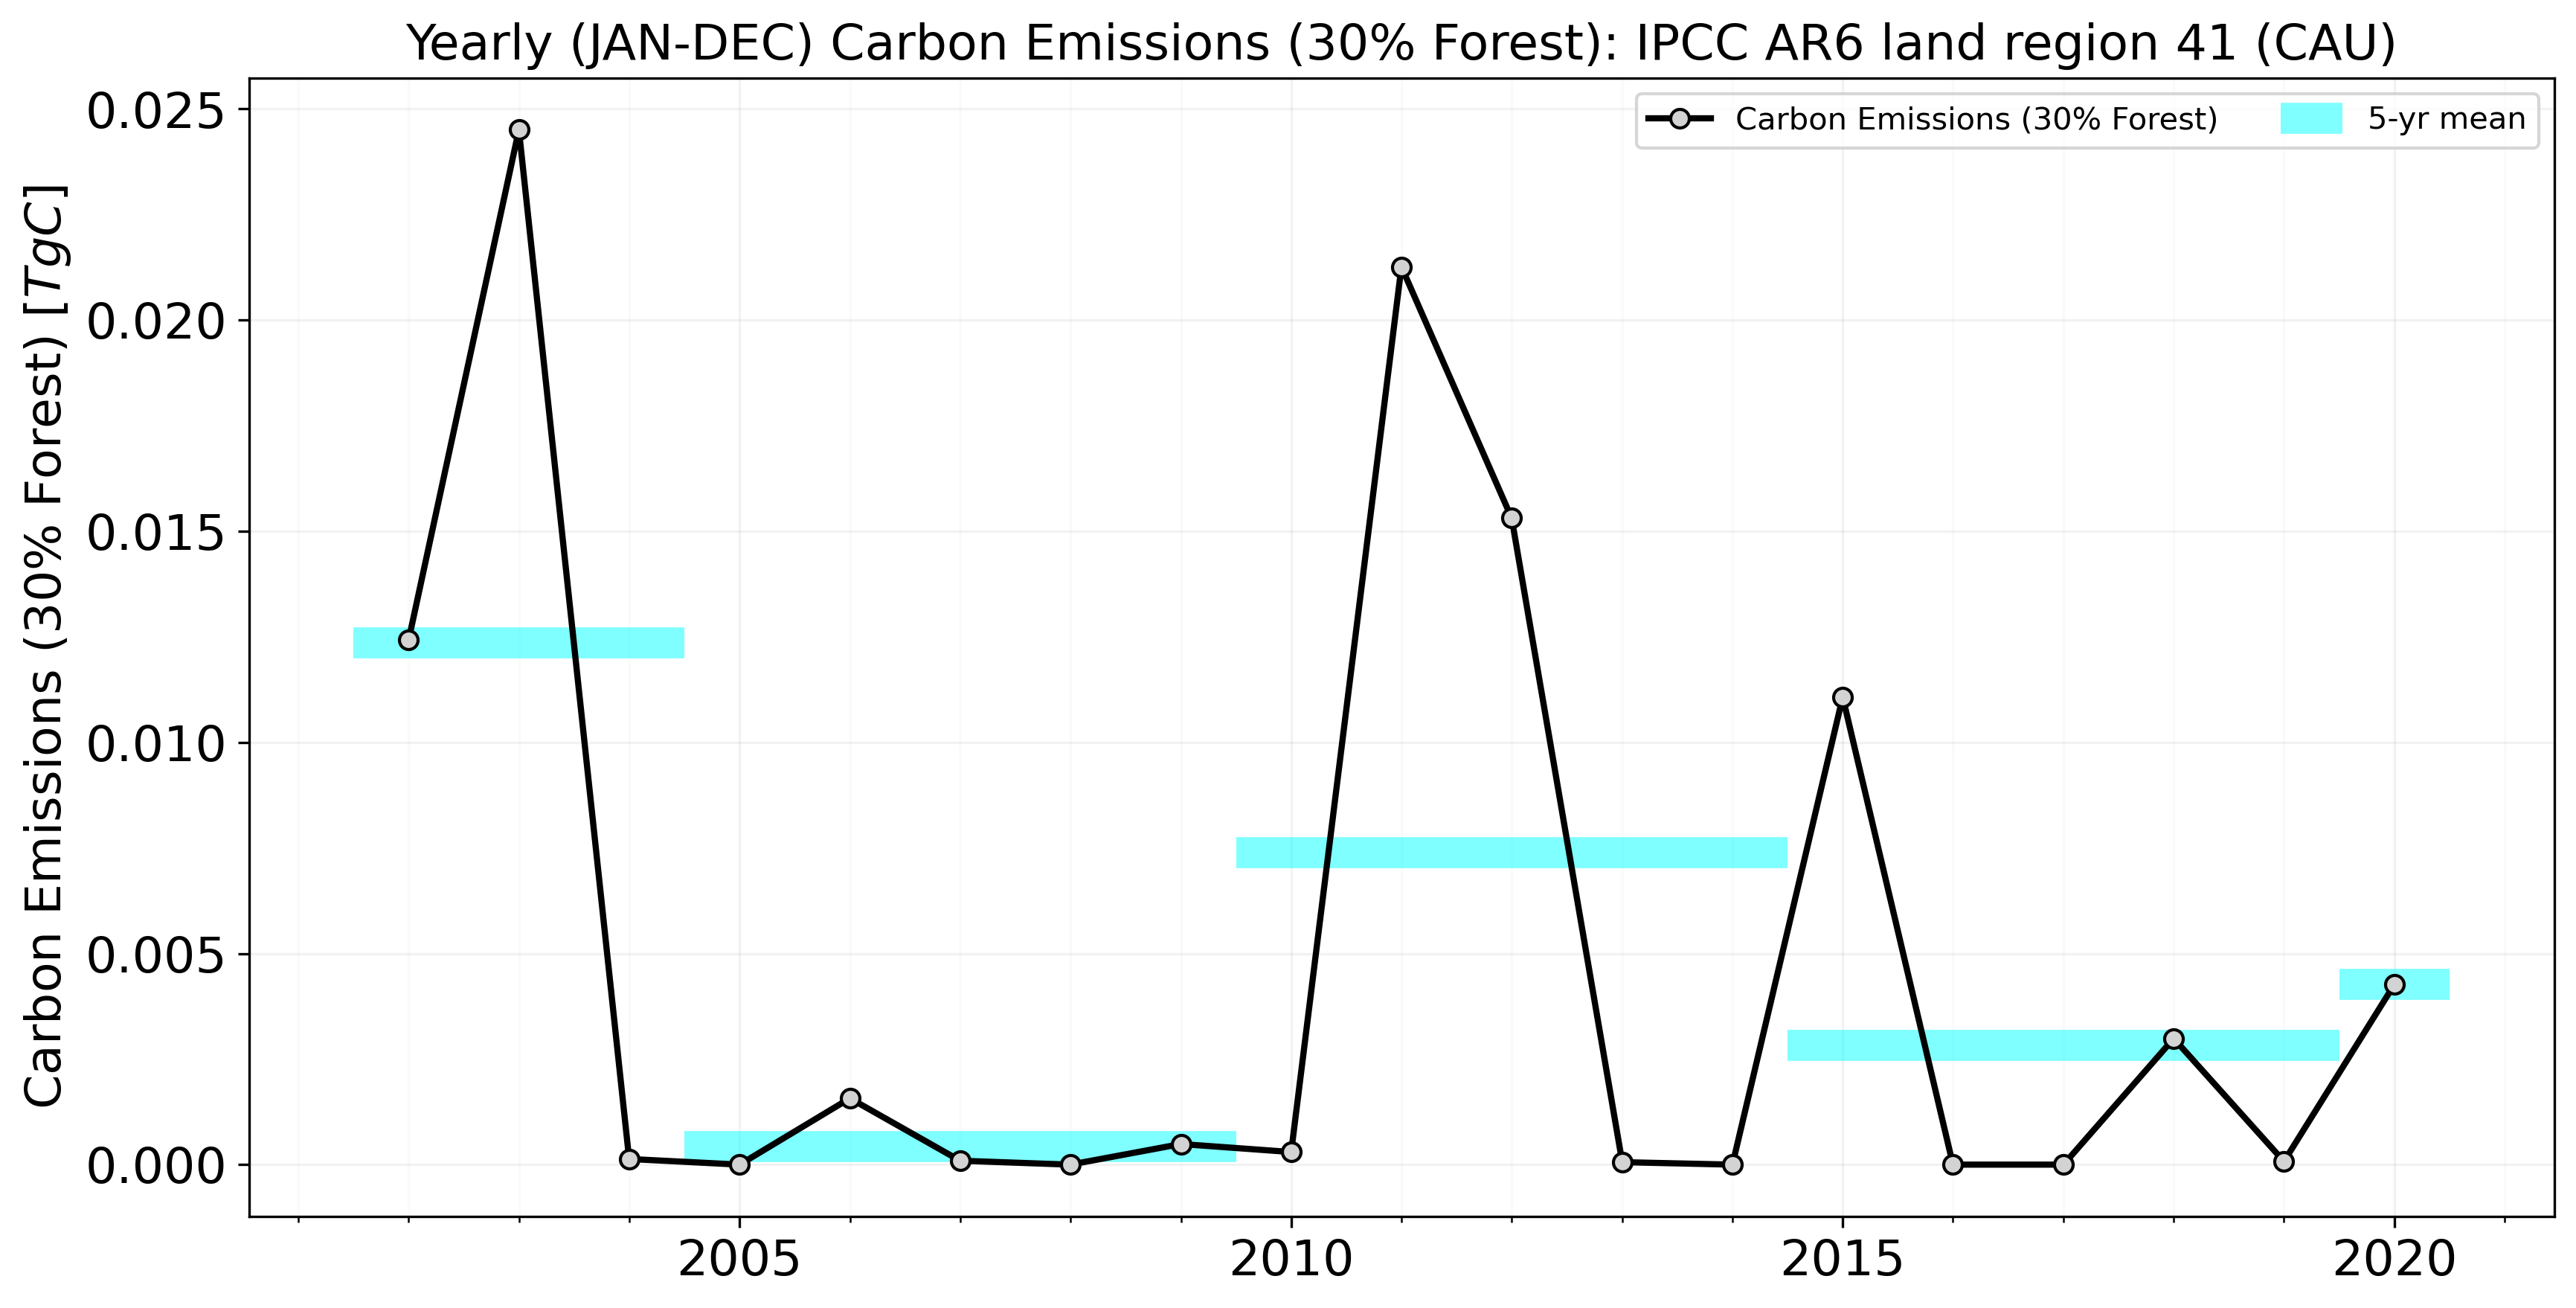 Yearly (JAN-DEC) Carbon Emissions (30% Forest): IPCC AR6 land region 41 (CAU)
Carbon Emissions (30% Forest)
5-yr mean
Carbon Emissions (30% Forest) [TgC]
0.025
0.020
0.015
0.010
0.005
0.000
2005
2010
2015
2020